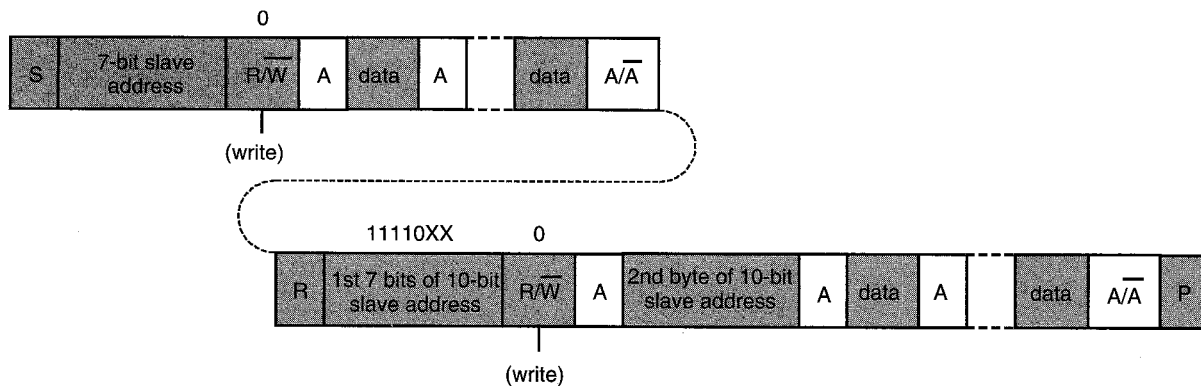 0
S 7-bit slave address R/W̅ A data A data A/A̅
(write)
11110XX 0
R 1st 7 bits of 10-bit slave address R/W̅ A 2nd byte of 10-bit slave address A data A data A/A̅ P
(write)